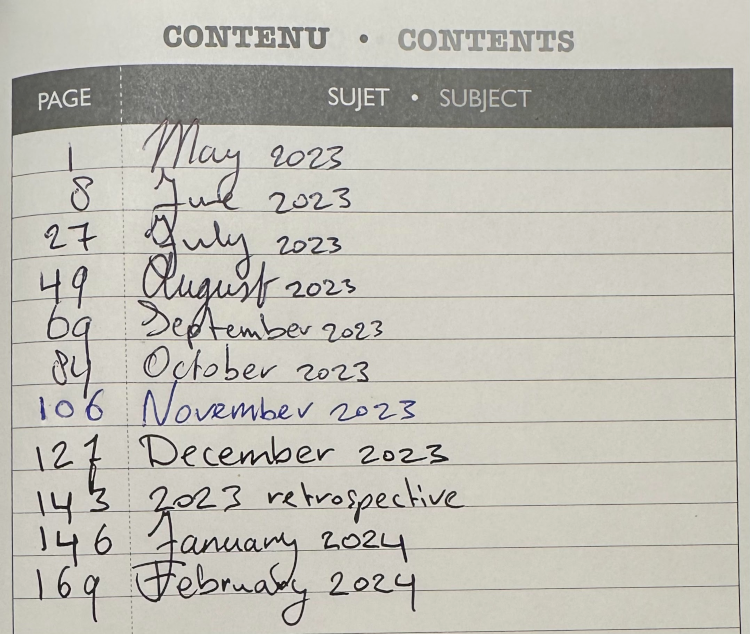 CONTENU • CONTENTS
PAGE SUJET • SUBJECT
1 May 2023
8 June 2023
27 July 2023
49 August 2023
69 September 2023
84 October 2023
106 November 2023
127 December 2023
143 2023 retrospective
146 January 2024
169 February 2024